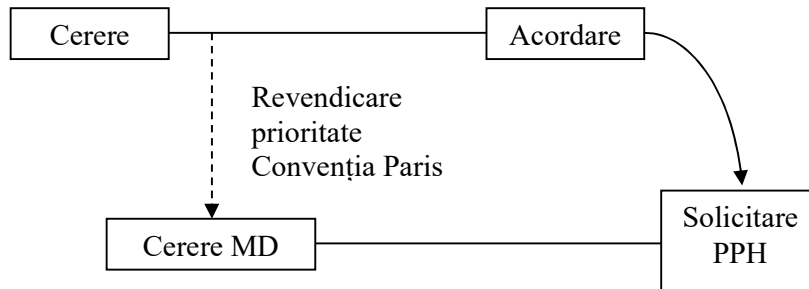 Cerere
Acordare
Revendicare
prioritate
Convenția Paris
Cerere MD
Solicitare
PPH